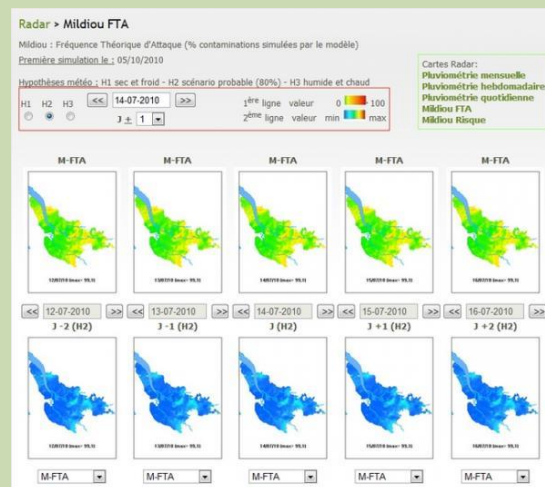 Radar > Mildiou FTA
Mildiou : Fréquence Théorique d'Attaque (% contaminations simulées par le modèle)
Première simulation le : 05/10/2010
Hypothèses météo : H1 sec et froid - H2 scénario probable (80%) - H3 humide et chaud
H1 H2 H3 << 14-07-2010 >>
J ± 1
1ère ligne valeur 0 100
2ème ligne valeur min max
Cartes Radar:
Pluviométrie mensuelle
Pluviométrie hebdomadaire
Pluviométrie quotidienne
Mildiou FTA
Mildiou Risque
M-FTA M-FTA M-FTA M-FTA M-FTA
<< 12-07-2010 >> << 13-07-2010 >> << 14-07-2010 >> << 15-07-2010 >> << 16-07-2010 >>
J -2 (H2) J -1 (H2) J (H2) J +1 (H2) J +2 (H2)
M-FTA M-FTA M-FTA M-FTA M-FTA